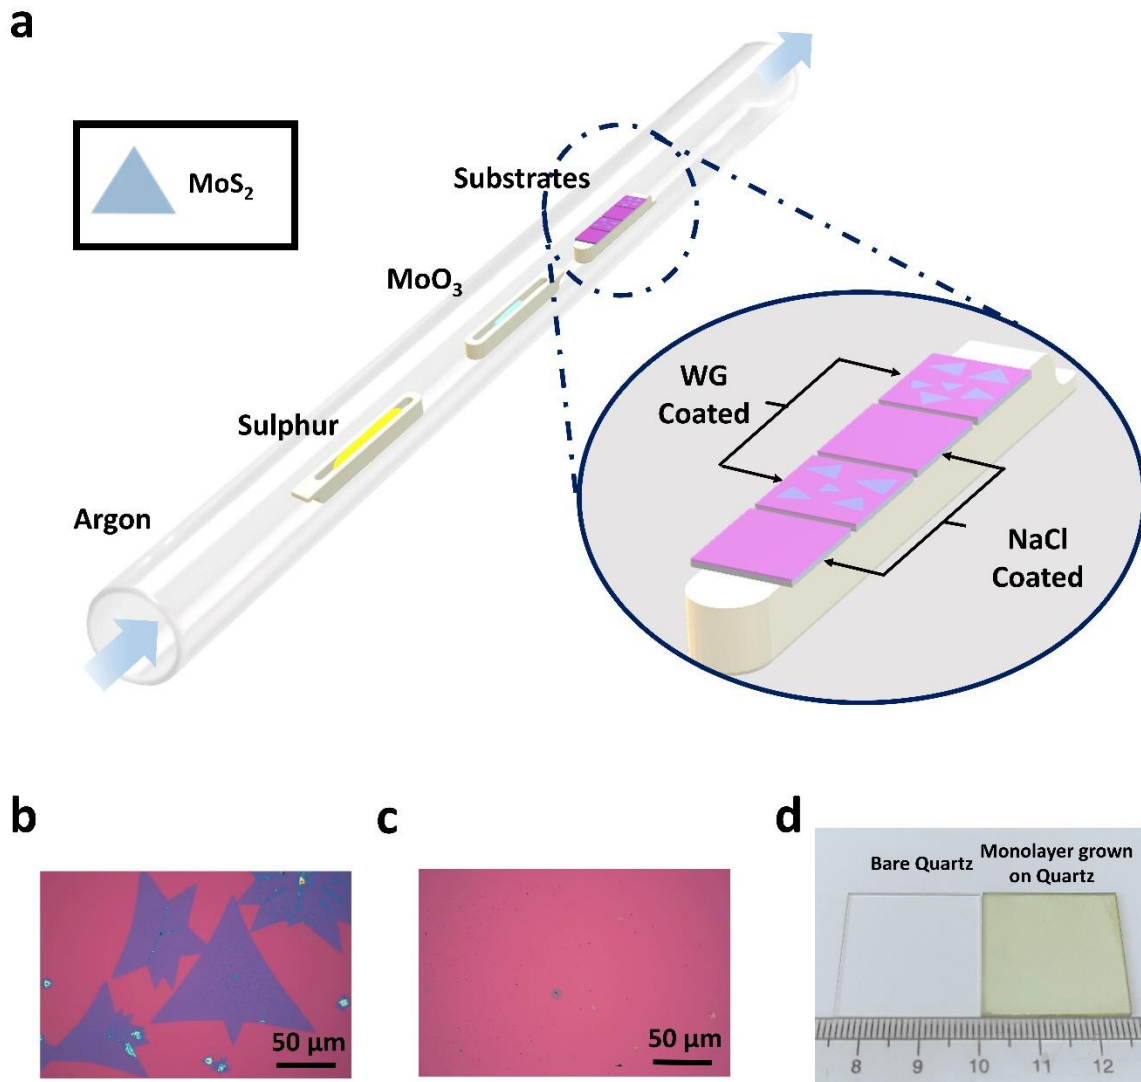 a
MoS₂
Substrates
MoO₃
Sulphur
Argon
WG
Coated
NaCl
Coated
b
c
d
50 µm
50 µm
Bare Quartz
Monolayer grown
on Quartz
8 9 10 11 12